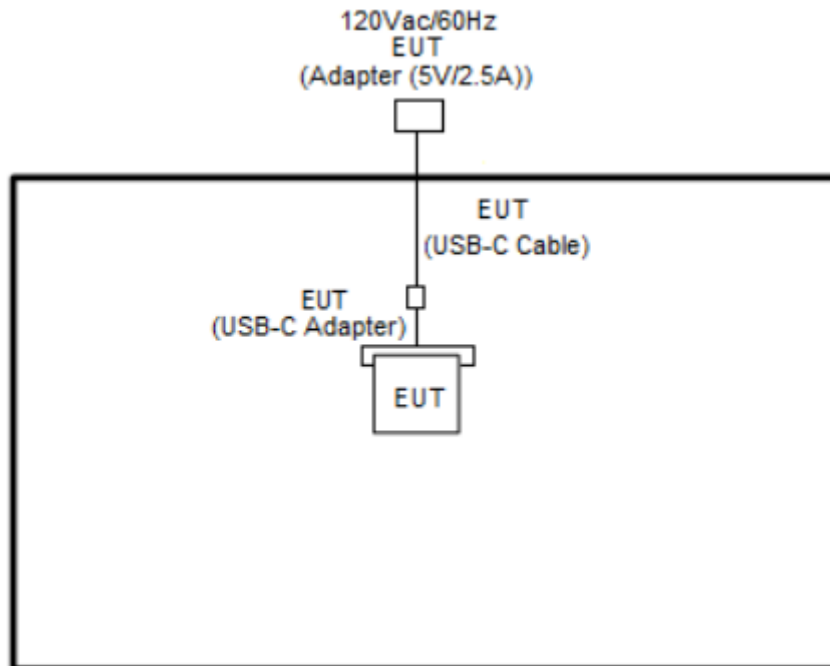 120Vac/60Hz
EUT
(Adapter (5V/2.5A))
EUT
(USB-C Cable)
EUT
(USB-C Adapter)
EUT